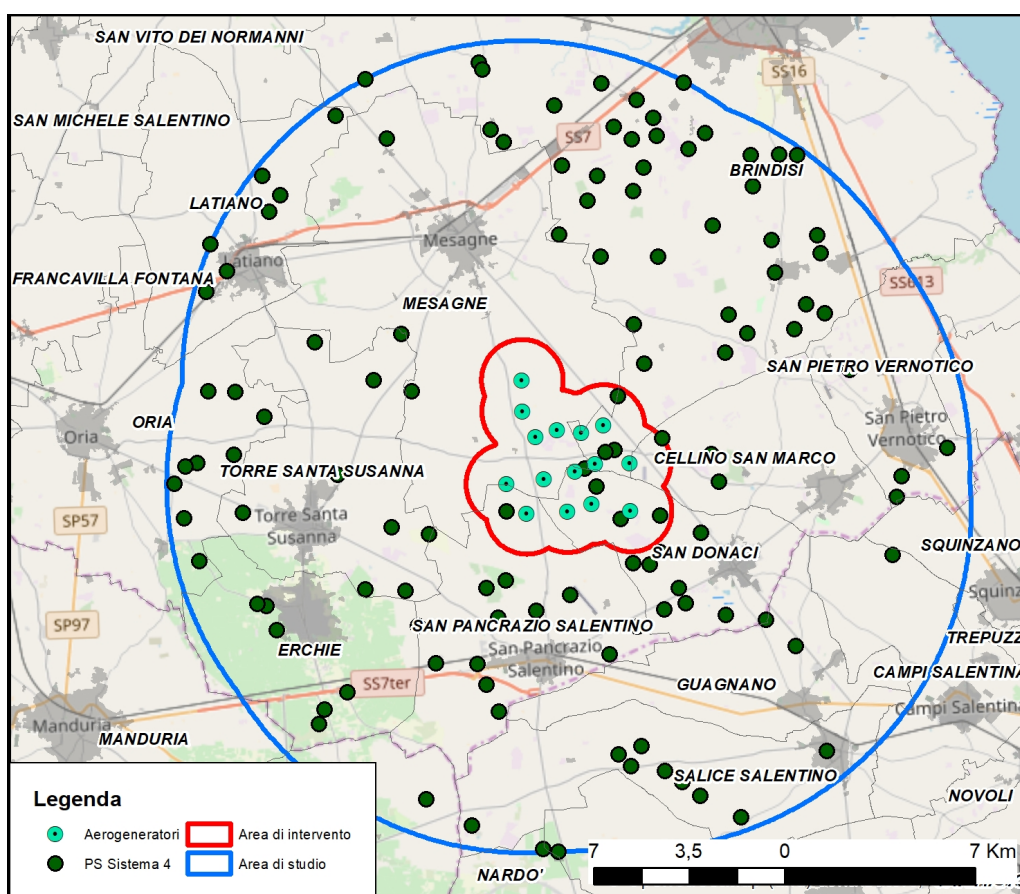 SAN VITO DEI NORMANNI
SS16
SAN MICHELE SALENTINO
SS7
BRINDISI
LATIANO
Mesagne
Latiano
FRANCAVILLA FONTANA
SS613
MESAGNE
SAN PIETRO VERNOTICO
ORIA
Oria
San Pietro
Vernotico
CELLINO SAN MARCO
TORRE SANTA SUSANNA
SP57
Torre Santa
Susanna
SAN DONACI
SQUINZANO
Squinz
SP97
SAN PANCRAZIO SALENTINO
TREPUZZ
ERCHIE
San Pancrazio
Salentino
CAMPI SALENTINA
SS7ter
GUAGNANO
Campi Salentina
Manduria
MANDURIA
SALICE SALENTINO
NOVOLI
Legenda
Aerogeneratori
Area di intervento
PS Sistema 4
Area di studio
7 3,5 0 7 Km
NARDO'